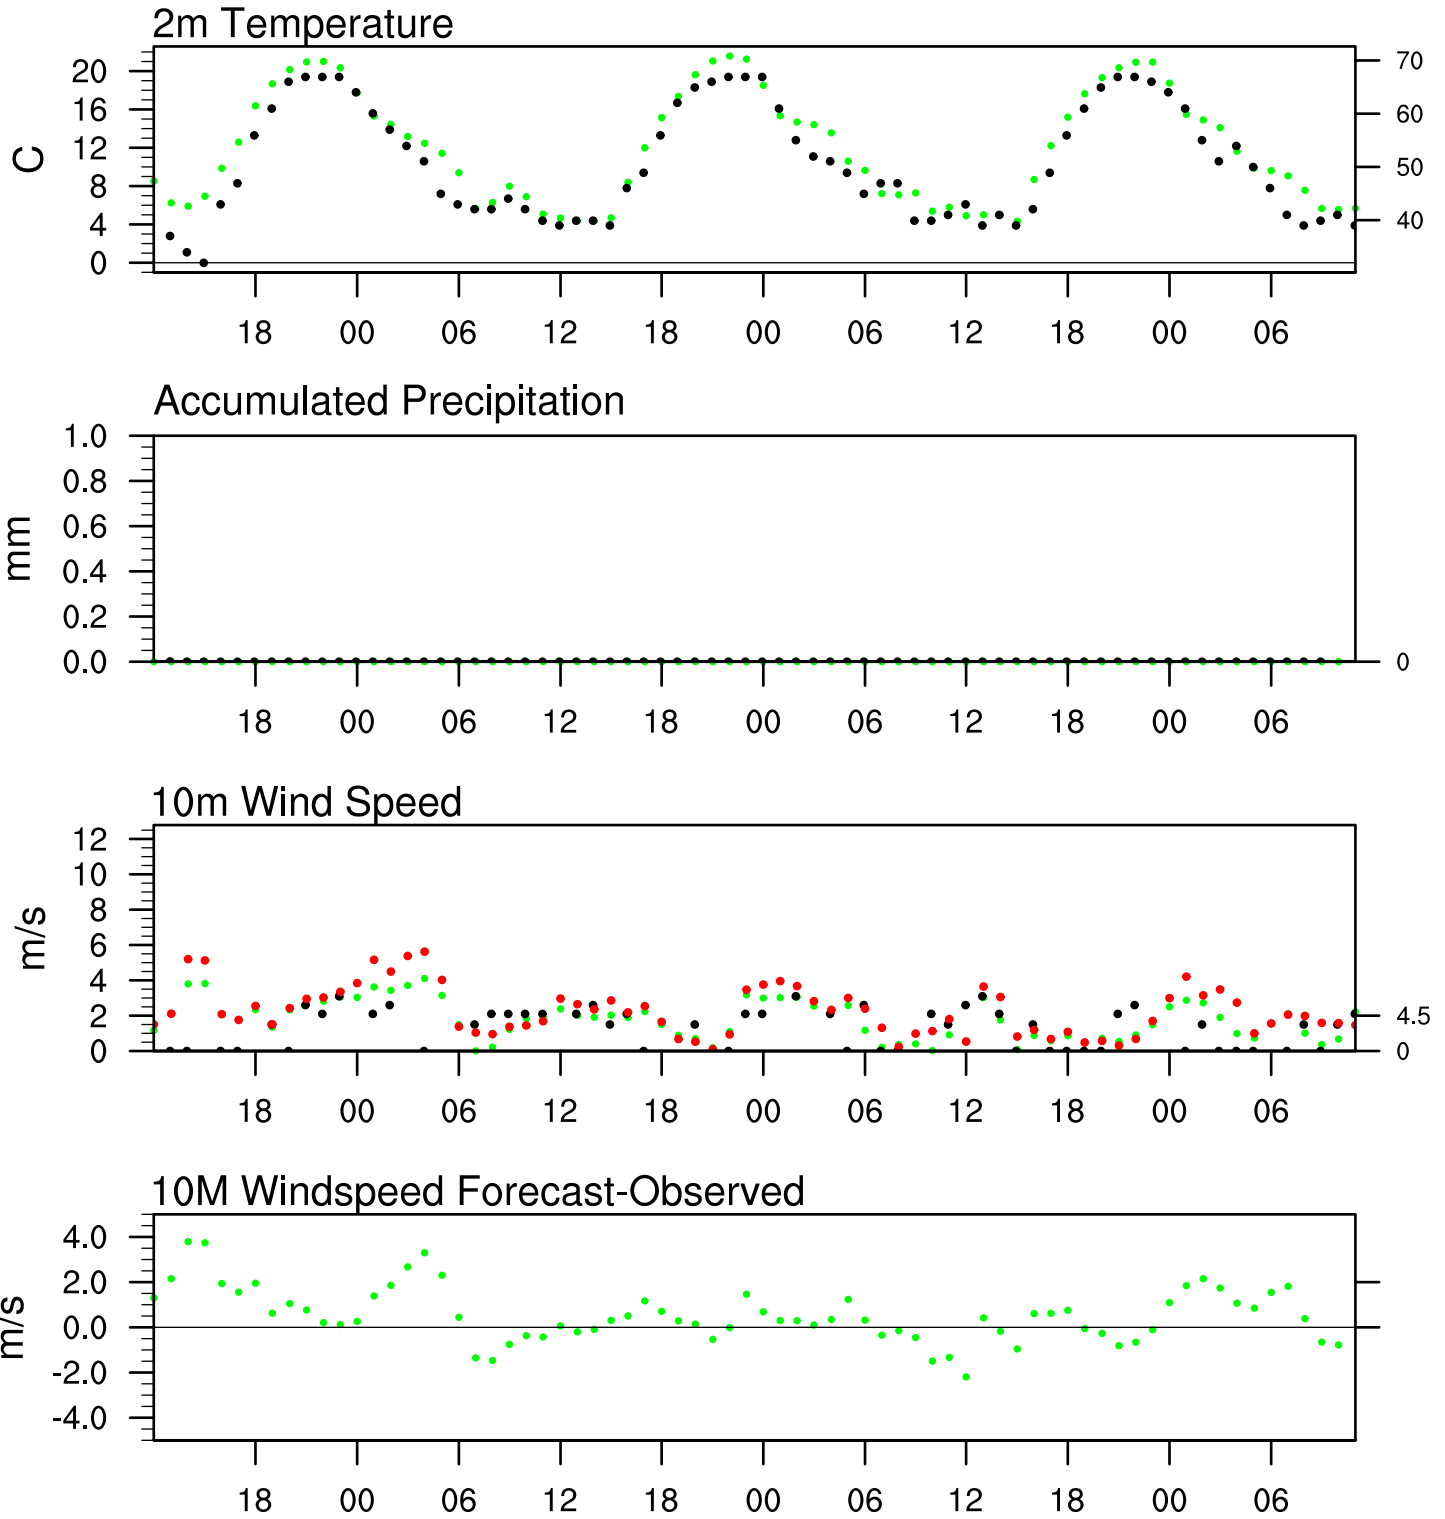 2m Temperature
20
16
12
8
4
0
C
70
60
50
40
18 00 06 12 18 00 06 12 18 00 06
Accumulated Precipitation
1.0
0.8
0.6
0.4
0.2
0.0
mm
0
18 00 06 12 18 00 06 12 18 00 06
10m Wind Speed
12
10
8
6
4
2
0
m/s
4.5
0
18 00 06 12 18 00 06 12 18 00 06
10M Windspeed Forecast-Observed
4.0
2.0
0.0
-2.0
-4.0
m/s
18 00 06 12 18 00 06 12 18 00 06